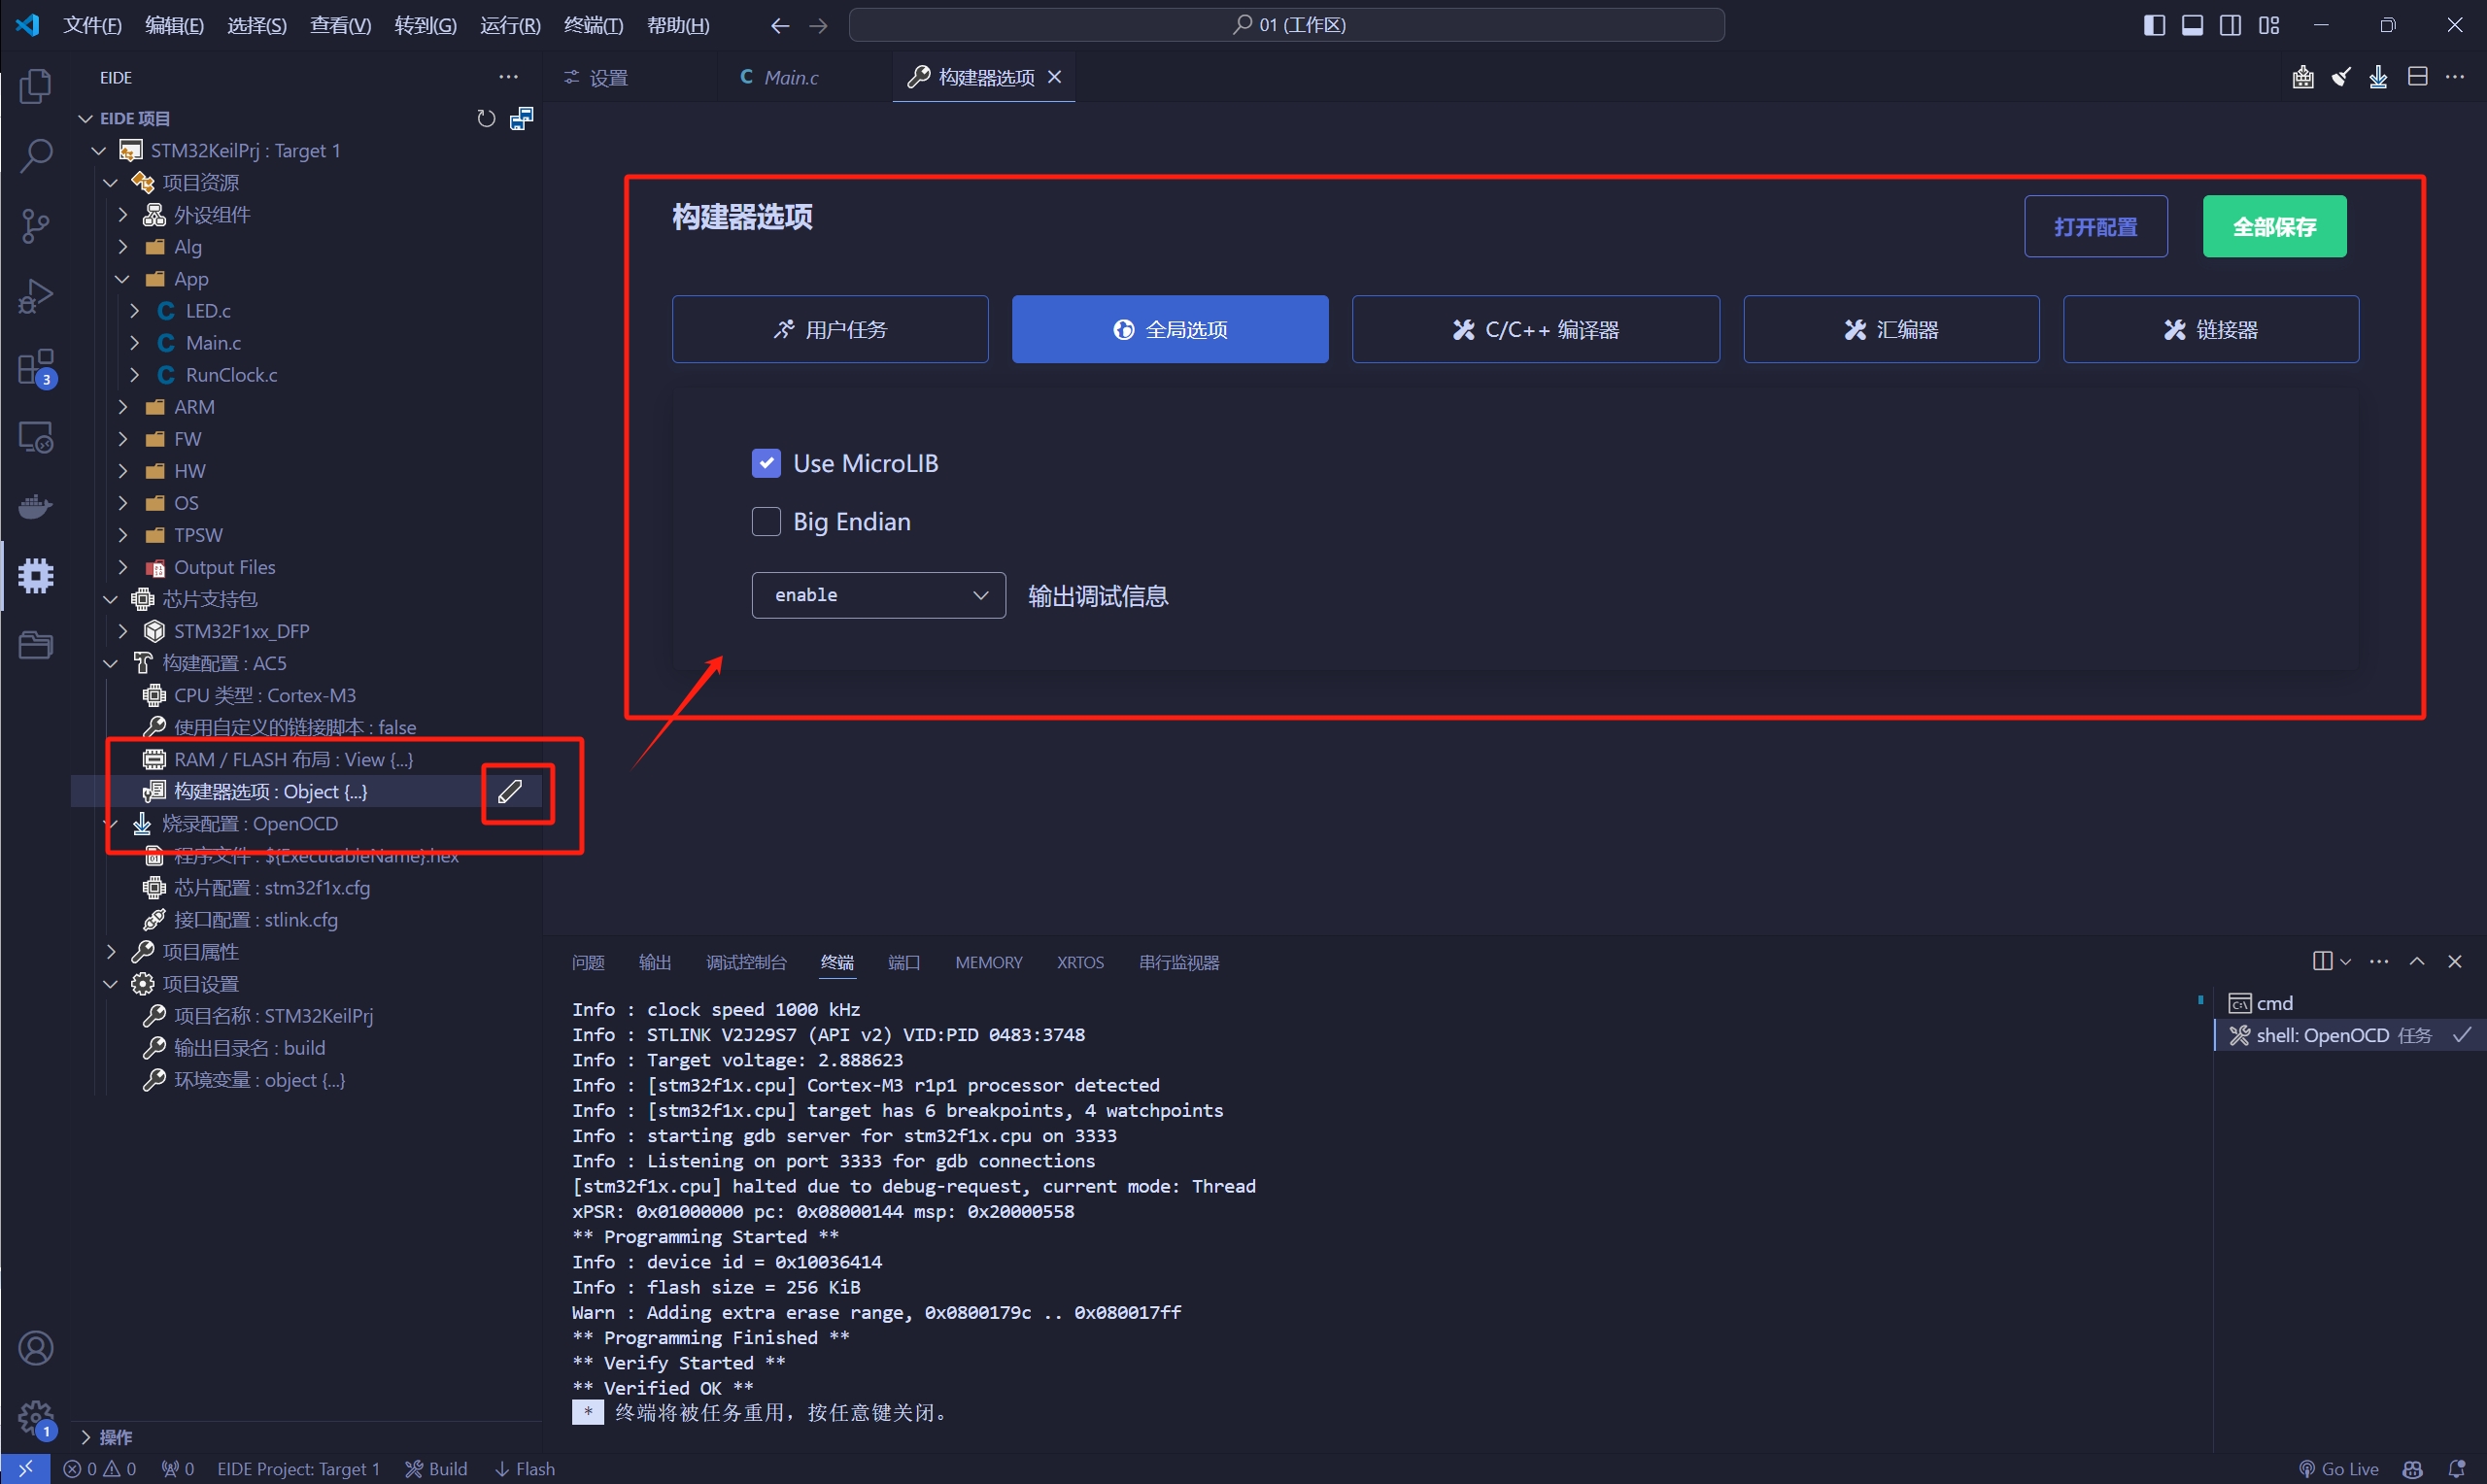 文件(F) 编辑(E) 选择(S) 查看(V) 转到(G) 运行(R) 终端(T) 帮助(H)
01 (工作区)
EIDE
EIDE 项目
STM32KeilPrj : Target 1
项目资源
外设组件
Alg
App
LED.c
Main.c
RunClock.c
ARM
FW
HW
OS
TPSW
Output Files
芯片支持包
STM32F1xx_DFP
构建配置 : AC5
CPU 类型 : Cortex-M3
使用自定义的链接脚本 : false
RAM / FLASH 布局 : View {...}
构建器选项 : Object {...}
烧录配置 : OpenOCD
程序文件 : ${ExecutableName}.hex
芯片配置 : stm32f1x.cfg
接口配置 : stlink.cfg
项目属性
项目设置
项目名称 : STM32KeilPrj
输出目录名 : build
环境变量 : object {...}
操作
3
1
设置
C Main.c
构建器选项
构建器选项
打开配置
全部保存
用户任务
全局选项
C/C++ 编译器
汇编器
链接器
Use MicroLIB
Big Endian
enable
输出调试信息
问题 输出 调试控制台 终端 端口 MEMORY XRTOS 串行监视器
Info : clock speed 1000 kHz
Info : STLINK V2J29S7 (API v2) VID:PID 0483:3748
Info : Target voltage: 2.888623
Info : [stm32f1x.cpu] Cortex-M3 r1p1 processor detected
Info : [stm32f1x.cpu] target has 6 breakpoints, 4 watchpoints
Info : starting gdb server for stm32f1x.cpu on 3333
Info : Listening on port 3333 for gdb connections
[stm32f1x.cpu] halted due to debug-request, current mode: Thread
xPSR: 0x01000000 pc: 0x08000144 msp: 0x20000558
** Programming Started **
Info : device id = 0x10036414
Info : flash size = 256 KiB
Warn : Adding extra erase range, 0x0800179c .. 0x080017ff
** Programming Finished **
** Verify Started **
** Verified OK **
* 终端将被任务重用，按任意键关闭。
cmd
shell: OpenOCD 任务
0 0 0 EIDE Project: Target 1 Build Flash
Go Live